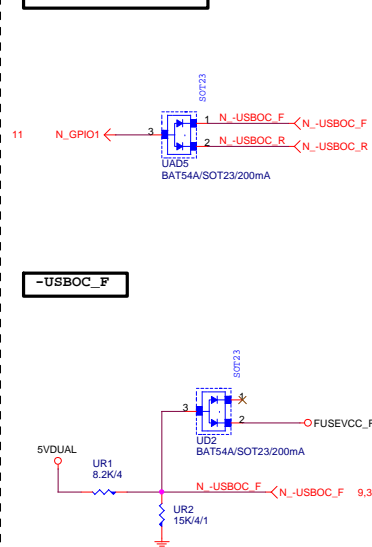 SOT23
1 N_-USBOC_F N_-USBOC_F
11 N_GPIO1 3
2 N_-USBOC_R N_-USBOC_R
UAD5
BAT54A/SOT23/200mA
-USBOC_F
SOT23
1
3
2 FUSEVCC_F
UD2
5VDUAL BAT54A/SOT23/200mA
UR1
8.2K/4
N_-USBOC_F N_-USBOC_F 9,3
UR2
15K/4/1